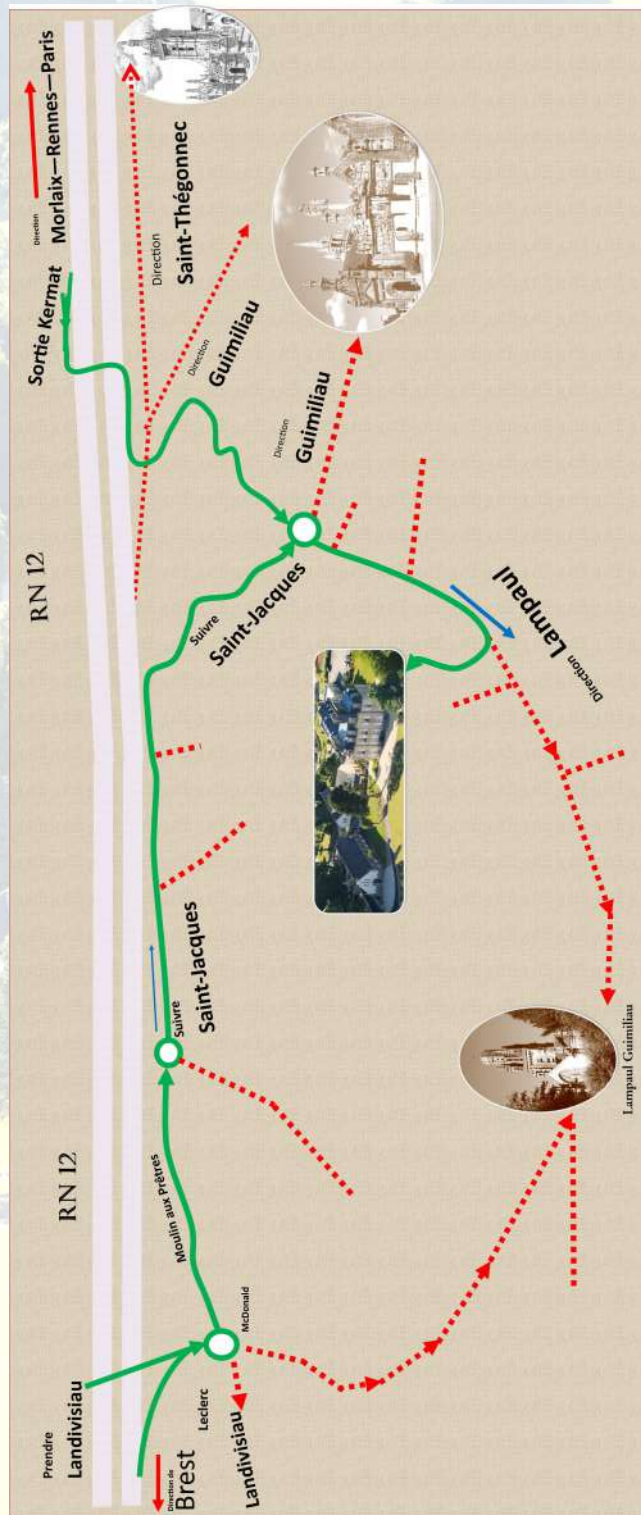 Direction
Morlaix—Rennes—Paris
Sortie Kermat
RN 12
Direction
Saint-Thégonnec
Direction
Guimiliau
Direction
Guimiliau
Suivre
Saint-Jacques
Direction Lampaul
RN 12
Suivre
Saint-Jacques
Moulin aux Prêtres
McDonald
Leclerc
Prendre
Landivisiau
Direction de
Brest
Landivisiau
Lampaul Guimiliau